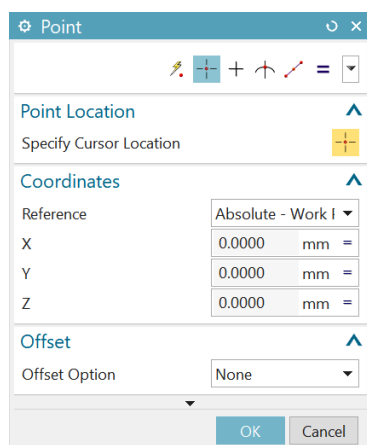 Point
Point Location
Specify Cursor Location
Coordinates
Reference Absolute - Work
X 0.0000 mm =
Y 0.0000 mm =
Z 0.0000 mm =
Offset
Offset Option None
OK Cancel